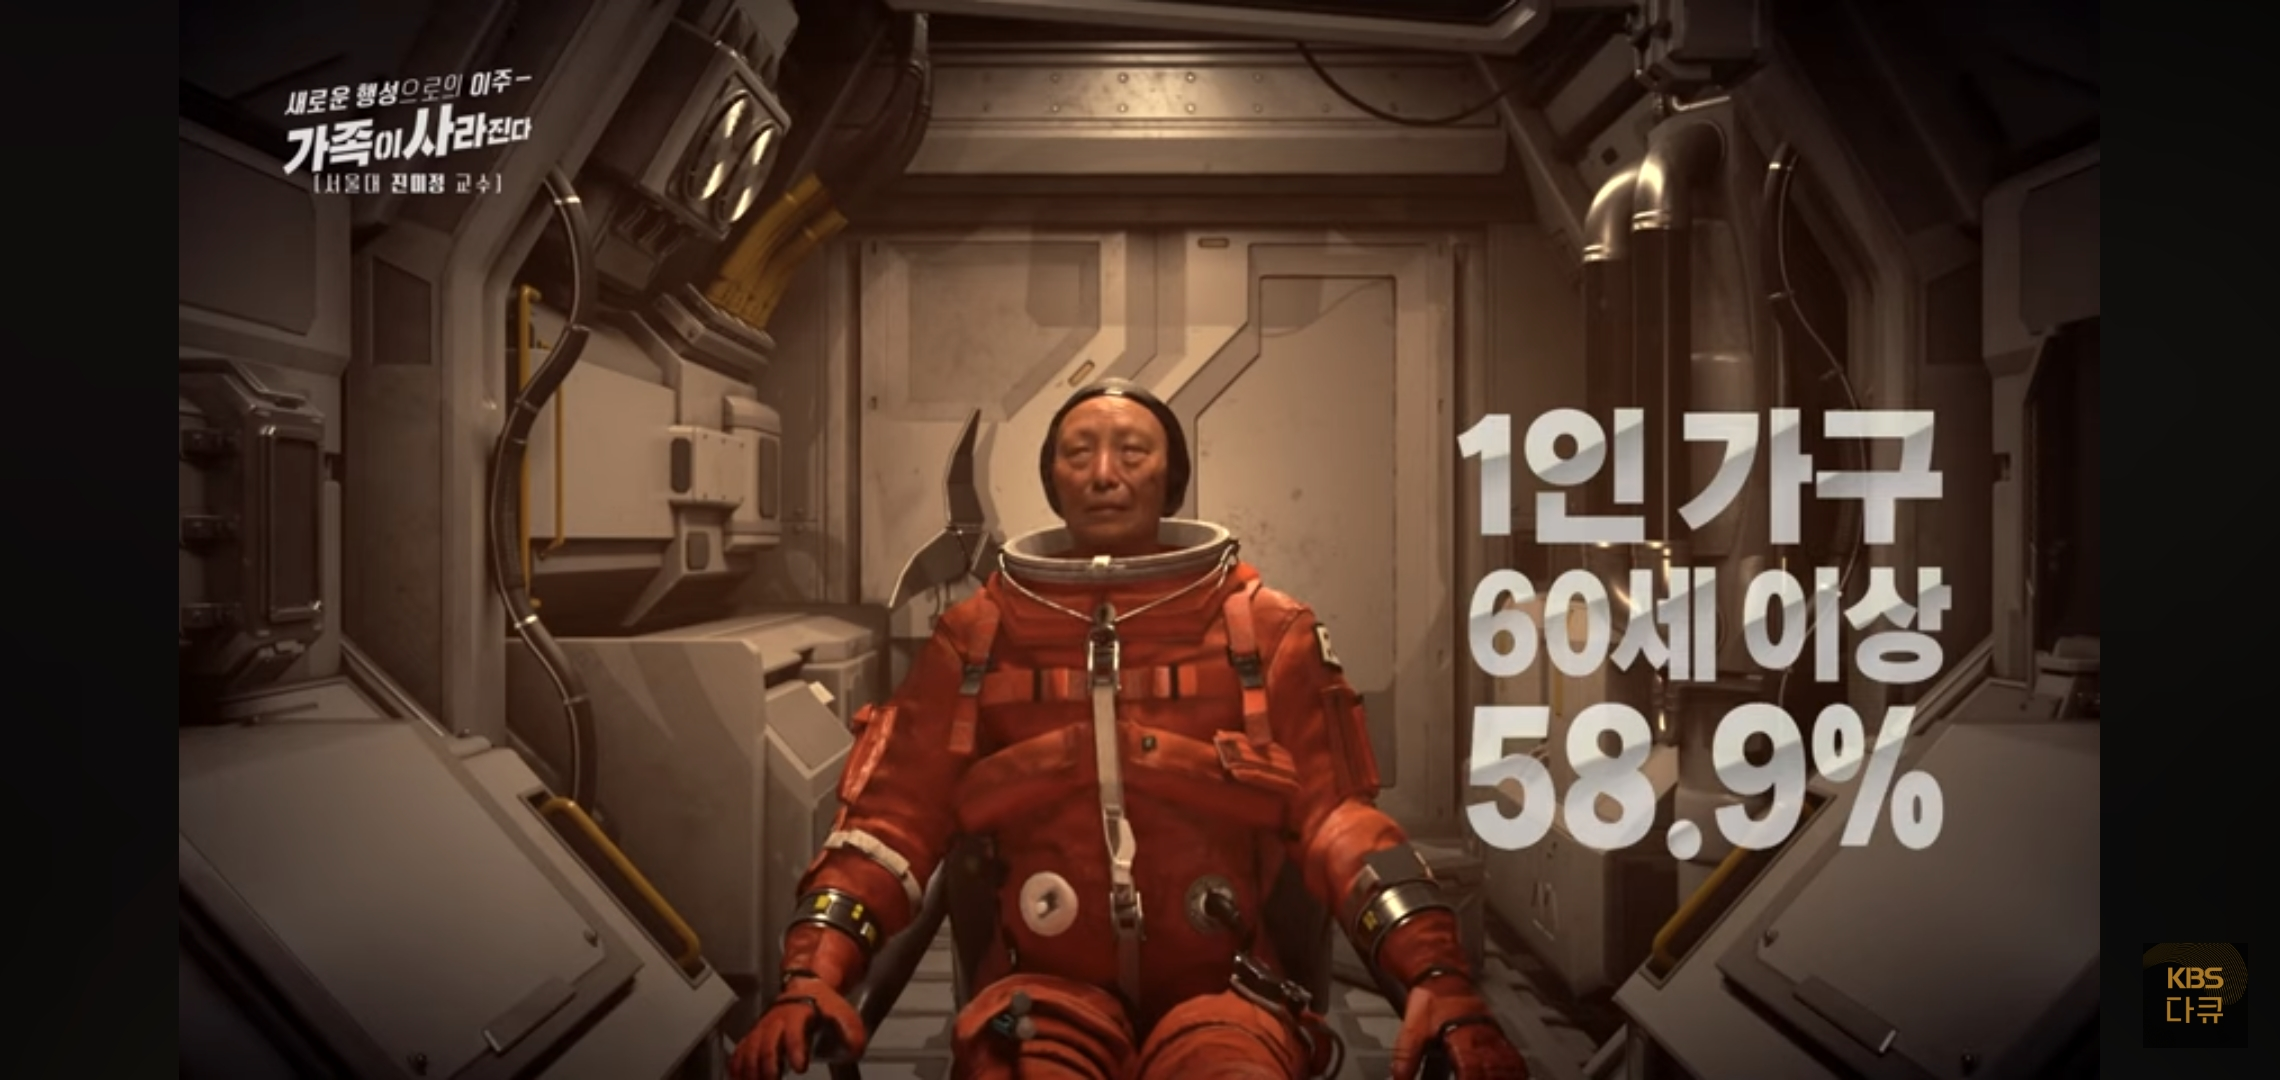 새로운 행성으로의 이주-
가족이 사라진다
[서울대 진미정 교수]
1인 가구
60세 이상
58.9%
KBS
다큐